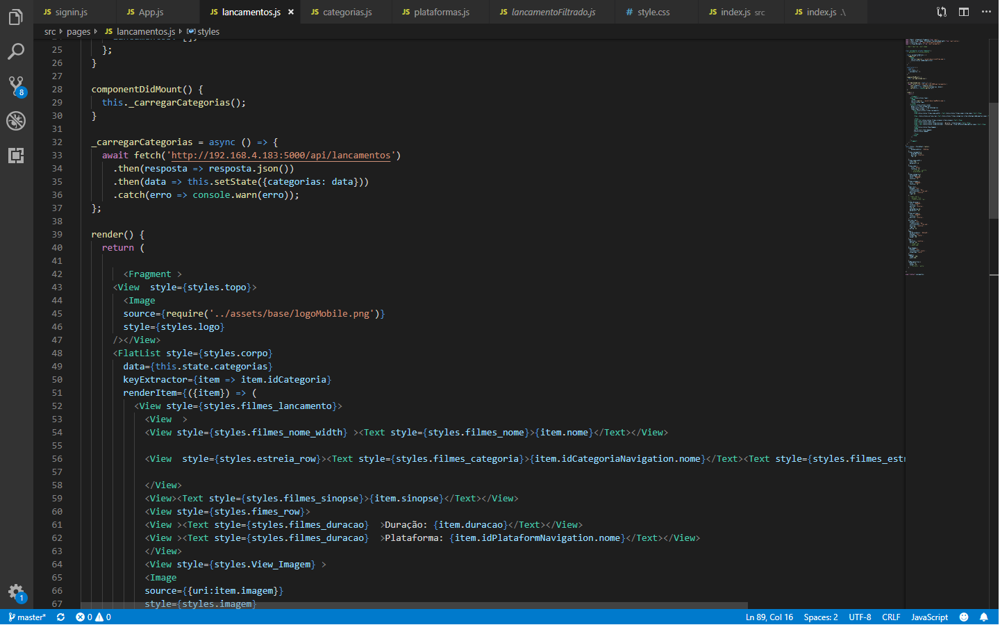 JS signin.js JS App.js JS lancamentos.js × JS categorias.js JS plataformas.js JS lancamentoFiltrado.js # style.css JS index.js src JS index.js .\
src pages JS lancamentos.js styles
25 };
26 }
27
28 componentDidMount() {
29 this._carregarCategorias();
30 }
31
32 _carregarCategorias = async () => {
33 await fetch('http://192.168.4.183:5000/api/lancamentos')
34 .then(resposta => resposta.json())
35 .then(data => this.setState({categorias: data}))
36 .catch(erro => console.warn(erro));
37 };
38
39 render() {
40 return (
41
42 <Fragment >
43 <View  style={styles.topo}>
44 <Image
45 source={require('../assets/base/logoMobile.png')}
46 style={styles.logo}
47 /></View>
48 <FlatList style={styles.corpo}
49 data={this.state.categorias}
50 keyExtractor={item => item.idCategoria}
51 renderItem={({item}) => (
52 <View style={styles.filmes_lancamento}>
53 <View  >
54 <View style={styles.filmes_nome_width} ><Text style={styles.filmes_nome}>{item.nome}</Text></View>
55
56 <View  style={styles.estreia_row}><Text style={styles.filmes_categoria}>{item.idCategoriaNavigation.nome}</Text><Text style={styles.filmes_estr
57
58 </View>
59 <View><Text style={styles.filmes_sinopse}>{item.sinopse}</Text></View>
60 <View style={styles.fimes_row}>
61 <View ><Text style={styles.filmes_duracao}  >Duração: {item.duracao}</Text></View>
62 <View ><Text style={styles.filmes_duracao}  >Plataforma: {item.idPlataformNavigation.nome}</Text></View>
63 </View>
64 <View style={styles.View_Imagem} >
65 <Image
66 source={{uri:item.imagem}}
67 style={styles.imagem}
8
1
master* 0 0 Ln 89, Col 16 Spaces: 2 UTF-8 CRLF JavaScript